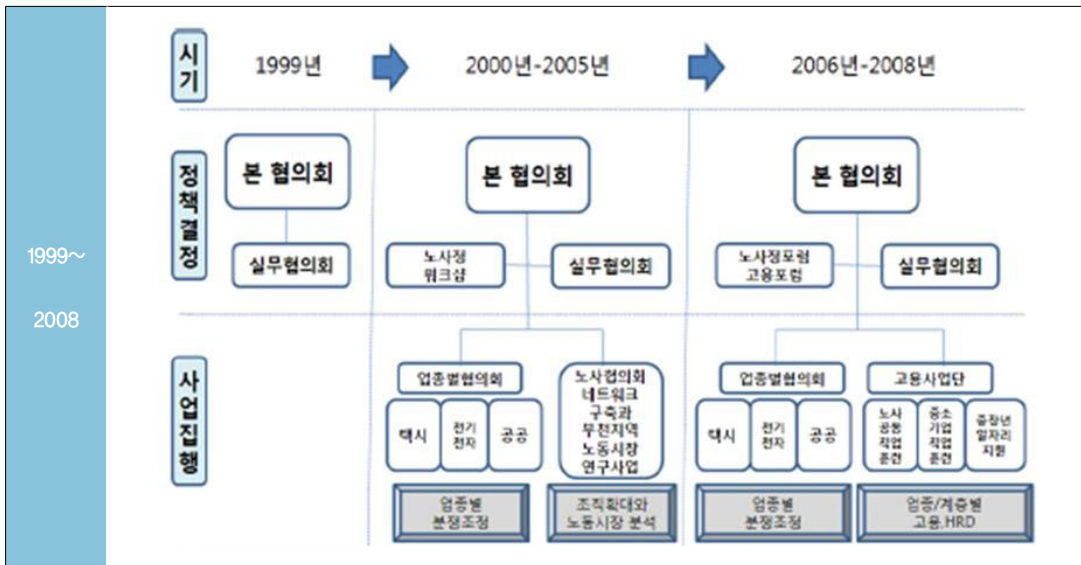 1999~
2008
시기
1999년
2000년-2005년
2006년-2008년
정책결정
본 협의회
실무협의회
본 협의회
노사정
워크샵
실무협의회
본 협의회
노사정포럼
고용포럼
실무협의회
사업집행
업종별협의회
택시
전기
전자
공공
노사협의회
네트워크
구축과
부천지역
노동시장
연구사업
업종별
분쟁조정
조직확대와
노동시장 분석
업종별협의회
택시
전기
전자
공공
고용사업단
노사
공동
직업
훈련
중소
기업
직업
훈련
중장년
일자리
지원
업종별
분쟁조정
업종/계층별
고용,HRD